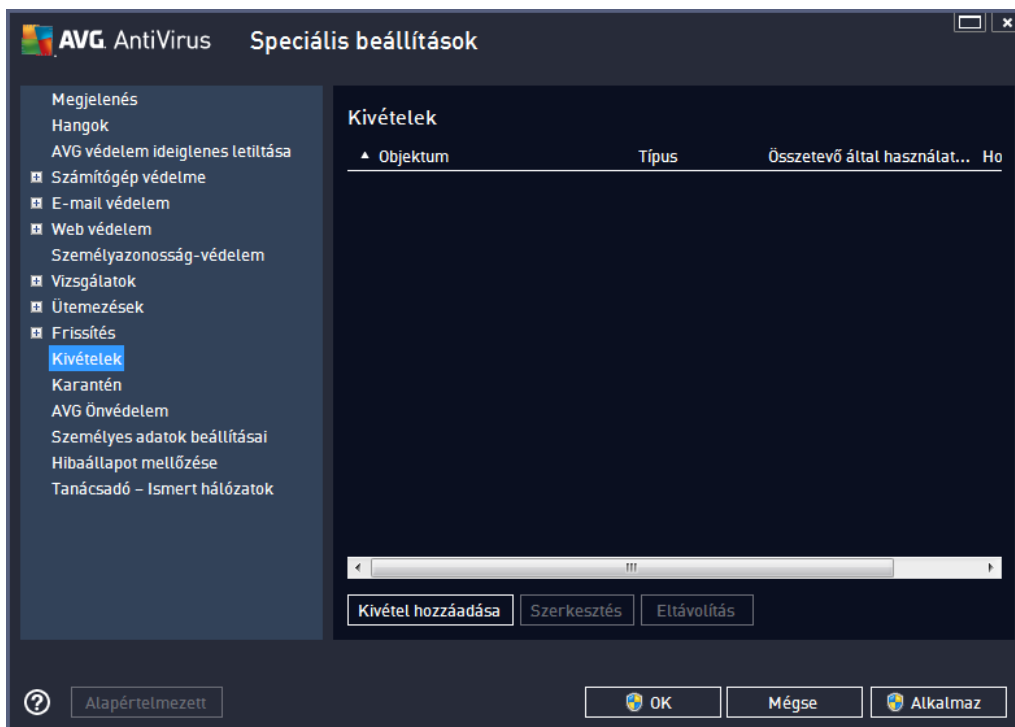 AVG AntiVirus Speciális beállítások
Megjelenés
Hangok
AVG védelem ideiglenes letiltása
Számítógép védelme
E-mail védelem
Web védelem
Személyazonosság-védelem
Vizsgálatok
Ütemezések
Frissítés
Kivételek
Karantén
AVG Önvédelem
Személyes adatok beállításai
Hibaállapot mellőzése
Tanácsadó – Ismert hálózatok
Kivételek
Objektum Típus Összetevő által használat... Ho
Kivétel hozzáadása Szerkesztés Eltávolítás
? Alapértelmezett OK Mégse Alkalmaz